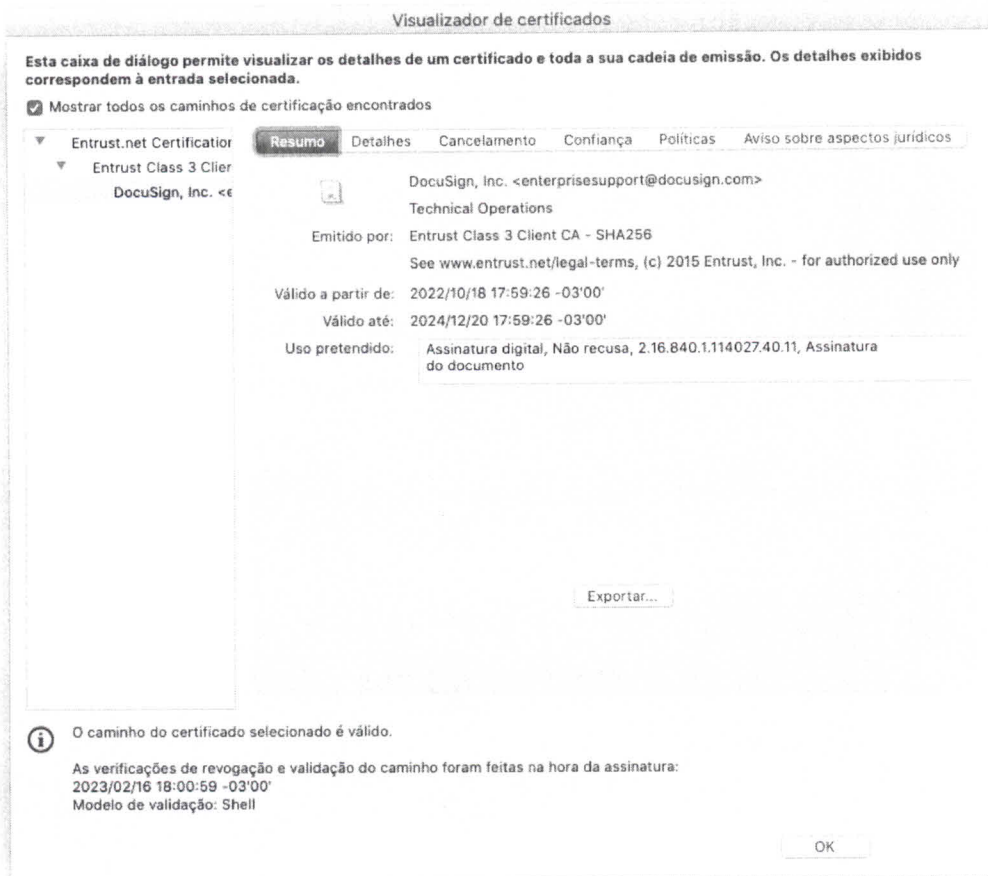 Visualizador de certificados
Esta caixa de diálogo permite visualizar os detalhes de um certificado e toda a sua cadeia de emissão. Os detalhes exibidos
correspondem à entrada selecionada.
Mostrar todos os caminhos de certificação encontrados
Entrust.net Certification
Entrust Class 3 Clier
DocuSign, Inc. <e
Resumo Detalhes Cancelamento Confiança Políticas Aviso sobre aspectos jurídicos
DocuSign, Inc. <enterprisesupport@docusign.com>
Technical Operations
Emitido por: Entrust Class 3 Client CA - SHA256
See www.entrust.net/legal-terms, (c) 2015 Entrust, Inc. - for authorized use only
Válido a partir de: 2022/10/18 17:59:26 -03'00'
Válido até: 2024/12/20 17:59:26 -03'00'
Uso pretendido: Assinatura digital, Não recusa, 2.16.840.1.114027.40.11, Assinatura
do documento
Exportar...
O caminho do certificado selecionado é válido.
As verificações de revogação e validação do caminho foram feitas na hora da assinatura:
2023/02/16 18:00:59 -03'00'
Modelo de validação: Shell
OK